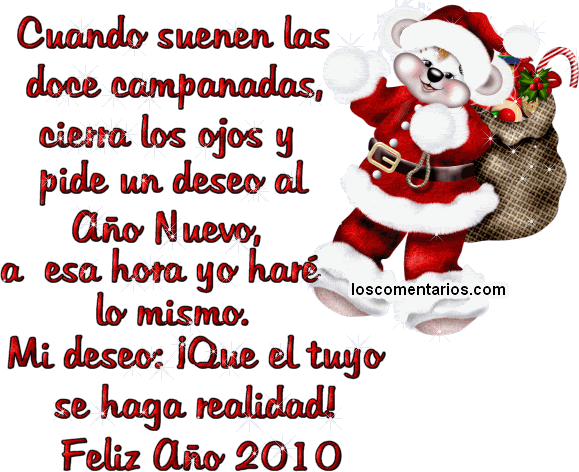 Cuando suenen las
doce campanadas,
cierra los ojos y
pide un deseo al
Año Nuevo,
a esa hora yo haré
lo mismo.
Mi deseo: ¡Que el tuyo
se haga realidad!
Feliz Año 2010
loscomentarios.com